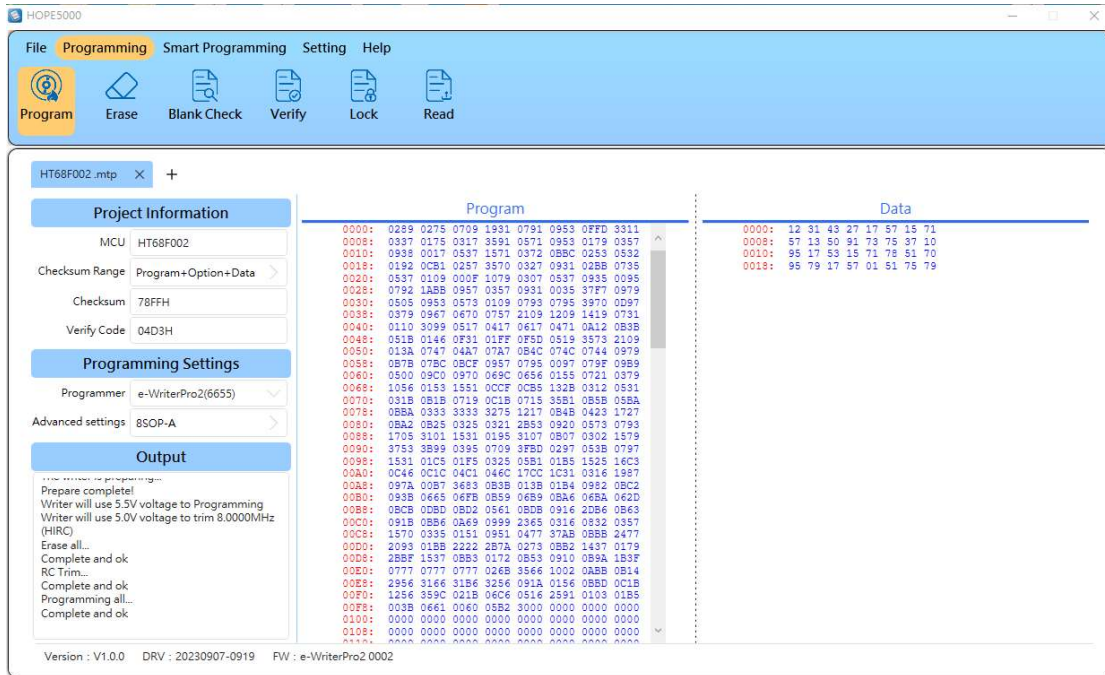 HOPE5000
File Programming Smart Programming Setting Help
Program Erase Blank Check Verify Lock Read
HT68F002 .mtp
Project Information
MCU HT68F002
Checksum Range Program+Option+Data
Checksum 78FFH
Verify Code 04D3H
Programming Settings
Programmer e-WriterPro2(6655)
Advanced settings 8SOP-A
Output
The writer is preparing...
Prepare complete!
Writer will use 5.5V voltage to Programming
Writer will use 5.0V voltage to trim 8.0000MHz
(HIRC)
Erase all...
Complete and ok
RC Trim...
Complete and ok
Programming all...
Complete and ok
Program
0000: 0289 0275 0709 1931 0791 0953 0FFD 3311
0008: 0337 0175 0317 3591 0571 0953 0179 0357
0010: 0938 0017 0537 1571 0372 0BBC 0253 0532
0018: 0192 0CB1 0257 3570 0327 0931 02BB 0735
0020: 0537 0109 000F 1079 0307 0537 0935 0095
0028: 0792 1ABB 0957 0357 0931 0035 37F7 0979
0030: 0505 0953 0573 0109 0793 0795 3970 0D97
0038: 0379 0967 0670 0757 2109 1209 1419 0731
0040: 0110 3099 0517 0417 0617 0471 0A12 0B3B
0048: 051B 0146 0F31 01FF 0F5D 0519 3573 2109
0050: 013A 0747 04A7 07A7 0B4C 074C 0744 0979
0058: 0B7B 07BC 0BCF 0957 0795 0097 079F 09B9
0060: 0500 09C0 0970 069C 0656 0155 0721 0379
0068: 1056 0153 1551 0CCF 0CB5 132B 0312 0531
0070: 031B 0B1B 0719 0C1B 0715 35B1 0B5B 05BA
0078: 0BBA 0333 3333 3275 1217 0B4B 0423 1727
0080: 0BA2 0B25 0325 0321 2B53 0920 0573 0793
0088: 1705 3101 1531 0195 3107 0B07 0302 1579
0090: 3753 3B99 0395 0709 3FBD 0297 053B 0797
0098: 1531 01C5 01F5 0325 05B1 01B5 1525 16C3
00A0: 0C46 0C1C 04C1 046C 17CC 1C31 0316 1987
00A8: 097A 00B7 3683 0B3B 013B 01B4 0982 0BC2
00B0: 093B 0665 06FB 0B59 06B9 0BA6 06BA 062D
00B8: 0BCB 0DBD 0BD2 0561 0BDB 0916 2DB6 0B63
00C0: 091B 0BB6 0A69 0999 2365 0316 0832 0357
00C8: 1570 0335 0151 0951 0477 37AB 0BBB 2477
00D0: 2093 01BB 2222 2B7A 0273 0BB2 1437 0179
00D8: 2BBF 1537 0BB3 0172 0B53 0910 0B9A 1B3F
00E0: 0777 0777 0777 026B 3566 1002 0ABB 0B14
00E8: 2956 3166 31B6 3256 091A 0156 0BBD 0C1B
00F0: 1256 359C 021B 06C6 0516 2591 0103 01B5
00F8: 003B 0661 0060 05B2 3000 0000 0000 0000
0100: 0000 0000 0000 0000 0000 0000 0000 0000
0108: 0000 0000 0000 0000 0000 0000 0000 0000
Data
0000: 12 31 43 27 17 57 15 71
0008: 57 13 50 91 73 75 37 10
0010: 95 17 53 15 71 78 51 70
0018: 95 79 17 57 01 51 75 79
Version : V1.0.0 DRV : 20230907-0919 FW : e-WriterPro2 0002